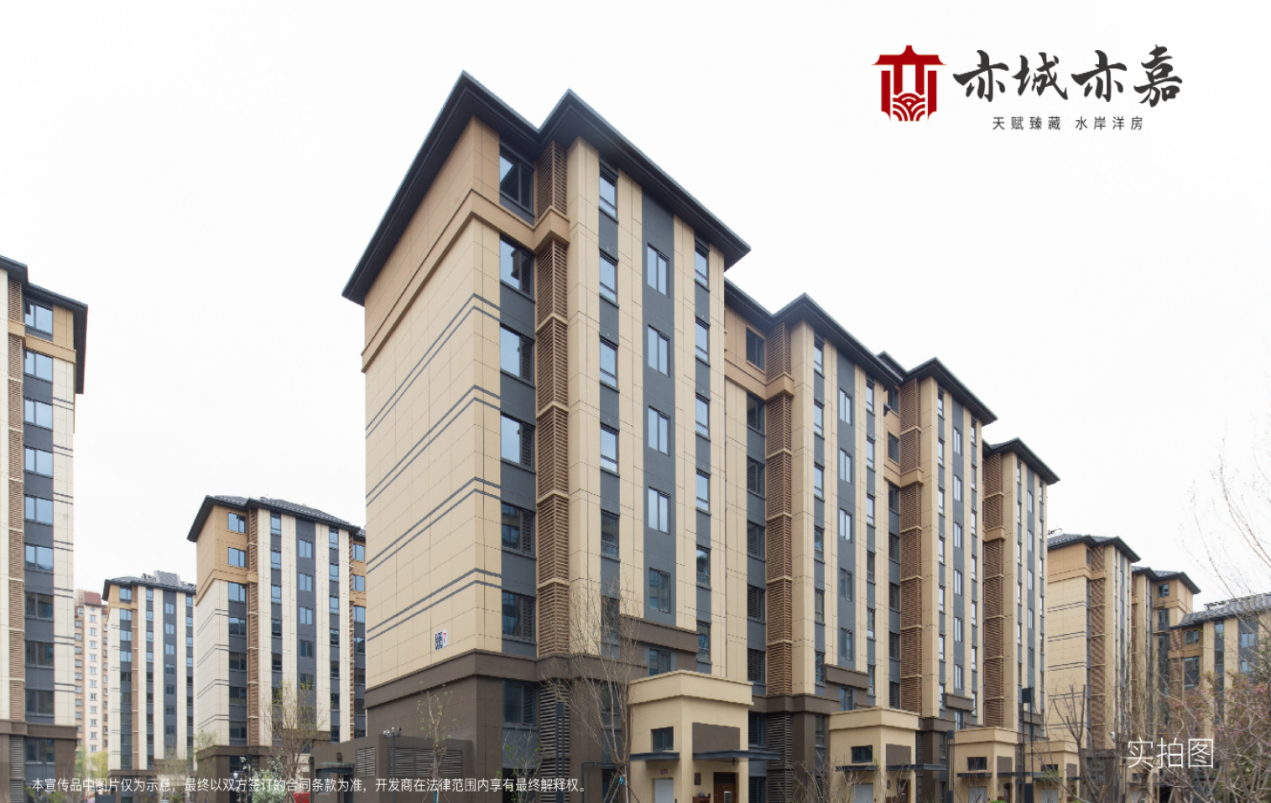 亦城亦嘉
天赋臻藏 水岸洋房
实拍图
本宣传品中图片仅为示意，最终以双方签订的合同条款为准，开发商在法律范围内享有最终解释权。